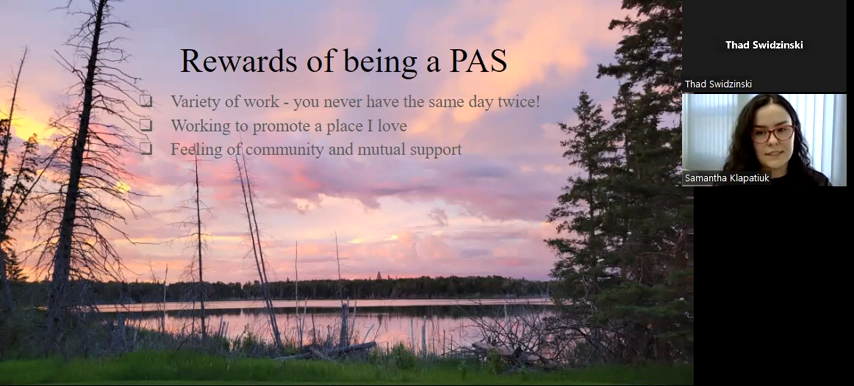 Rewards of being a PAS
Variety of work - you never have the same day twice!
Working to promote a place I love
Feeling of community and mutual support
Thad Swidzinski
Thad Swidzinski
Samantha Klapatiuk